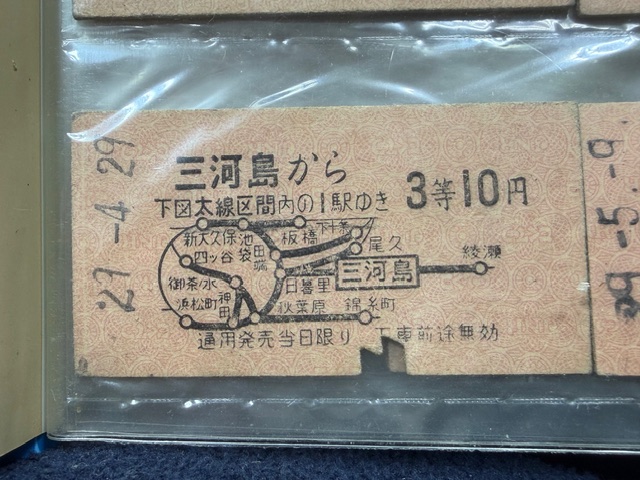 27-4.29
三河島から
3等10円
下図太線区間内の1駅ゆき
新大久保
池袋
板橋
下十条
尾久
四ッ谷
田端
綾瀬
三河島
御茶ノ水
日暮里
浜松町
神田
秋葉原
錦糸町
通用発売当日限り
下車前途無効
29.-5.-9